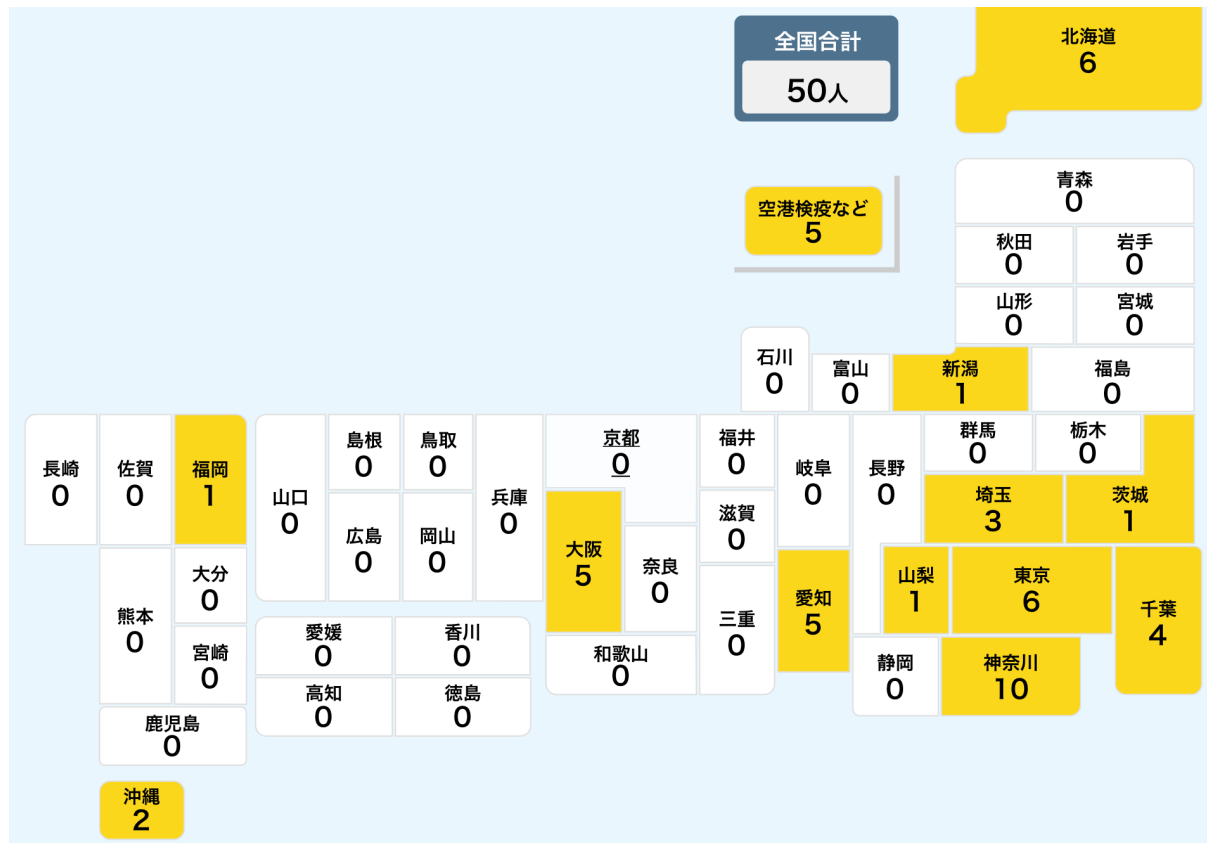 全国合計
50人
北海道
6
空港検疫など
5
青森
0
秋田
0
岩手
0
山形
0
宮城
0
石川
0
富山
0
新潟
1
福島
0
長崎
0
佐賀
0
福岡
1
山口
0
島根
0
鳥取
0
兵庫
0
京都
0
福井
0
岐阜
0
長野
0
群馬
0
栃木
0
広島
0
岡山
0
滋賀
0
埼玉
3
茨城
1
大阪
5
奈良
0
大分
0
熊本
0
宮崎
0
三重
0
愛知
5
山梨
1
東京
6
千葉
4
愛媛
0
香川
0
和歌山
0
静岡
0
神奈川
10
高知
0
徳島
0
鹿児島
0
沖縄
2